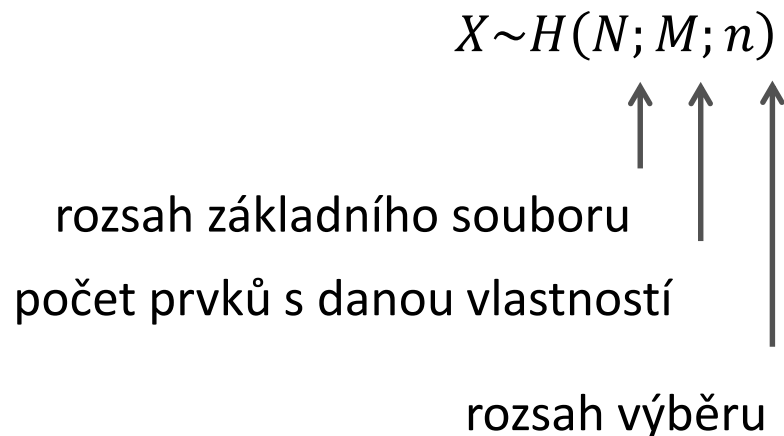 X~H(N; M; n)
rozsah základního souboru
počet prvků s danou vlastností
rozsah výběru